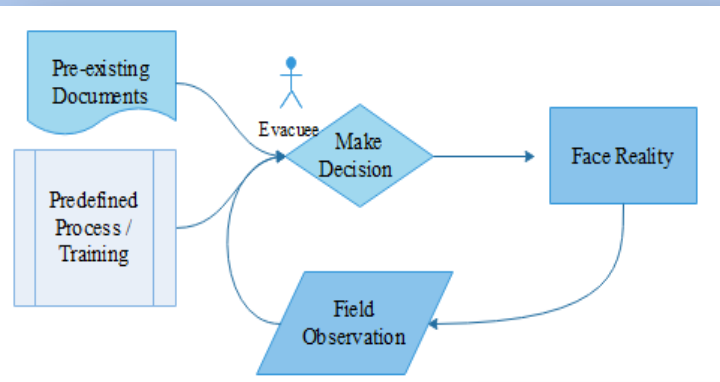 Pre-existing
Documents
Evacuee
Make
Decision
Face Reality
Predefined
Process /
Training
Field
Observation